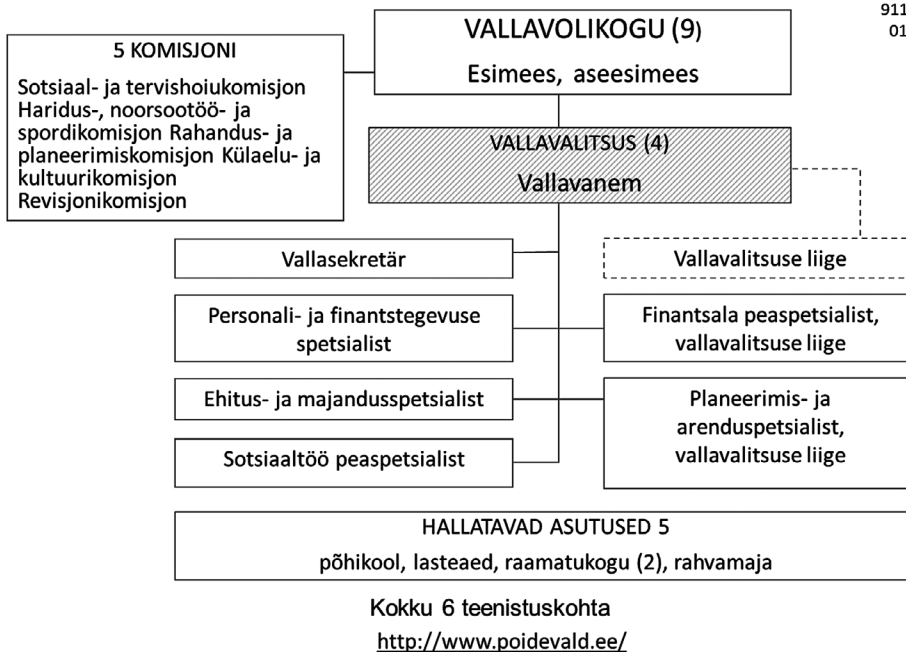 911
01
VALLAVOLIKOGU (9)
Esimees, aseesimees
5 KOMISJONI
Sotsiaal- ja tervishoiukomisjon
Haridus-, noorsootöö- ja
spordikomisjon Rahandus- ja
planeerimiskomisjon Külaelu- ja
kultuurikomisjon
Revisjonikomisjon
VALLAVALITSUS (4)
Vallavanem
Vallasekretär
Vallavalitsuse liige
Personali- ja finantstegevuse
spetsialist
Finantsala peaspetsialist,
vallavalitsuse liige
Ehitus- ja majandusspetsialist
Planeerimis- ja
arenduspetsialist,
vallavalitsuse liige
Sotsiaaltöö peaspetsialist
HALLATAVAD ASUTUSED 5
põhikool, lasteaed, raamatukogu (2), rahvamaja
Kokku 6 teenistuskohta
http://www.poidevald.ee/